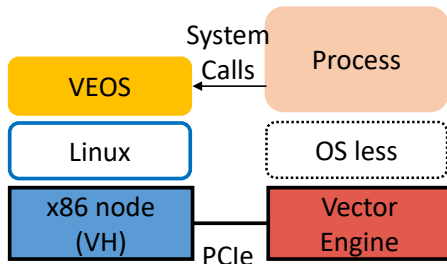 System
Calls
Process
VEOS
Linux
OS less
x86 node
(VH)
PCIe
Vector
Engine